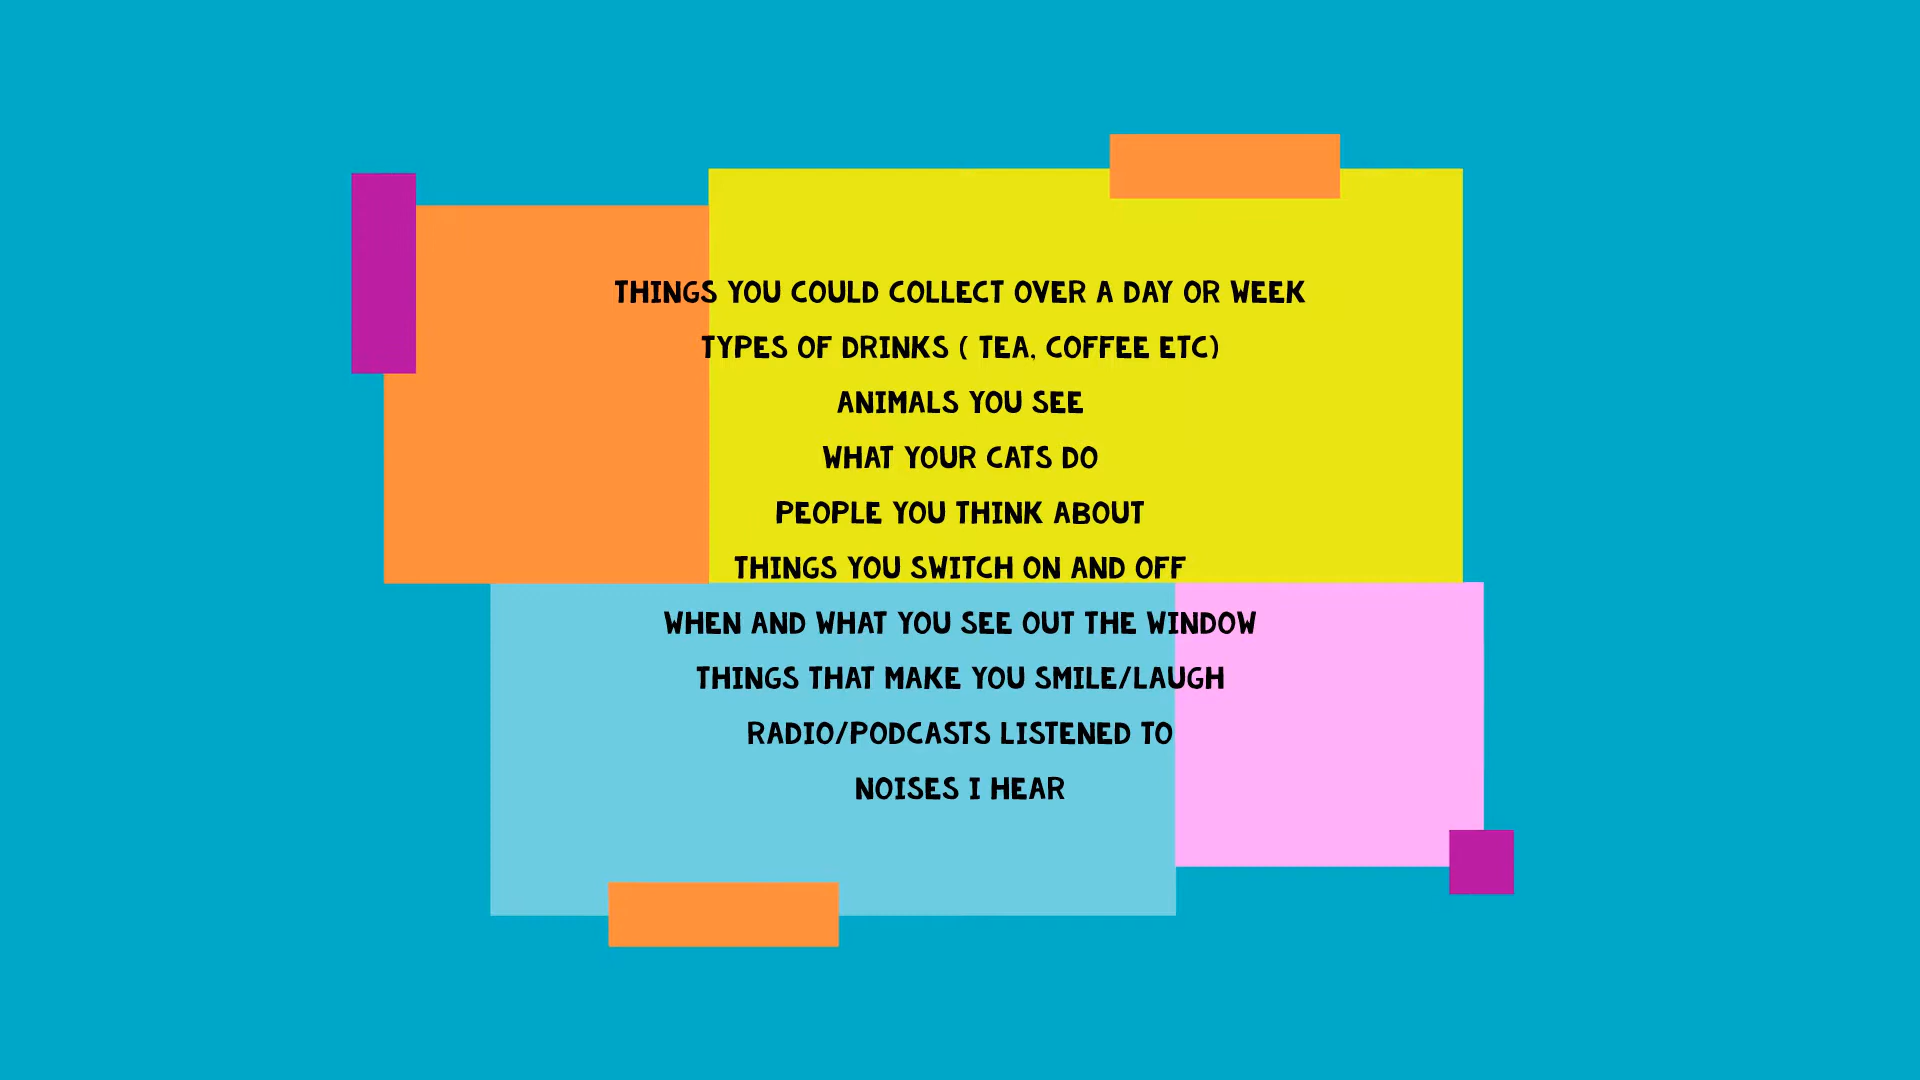 THINGS YOU COULD COLLECT OVER A DAY OR WEEK
TYPES OF DRINKS ( TEA, COFFEE ETC)
ANIMALS YOU SEE
WHAT YOUR CATS DO
PEOPLE YOU THINK ABOUT
THINGS YOU SWITCH ON AND OFF
WHEN AND WHAT YOU SEE OUT THE WINDOW
THINGS THAT MAKE YOU SMILE/LAUGH
RADIO/PODCASTS LISTENED TO
NOISES I HEAR